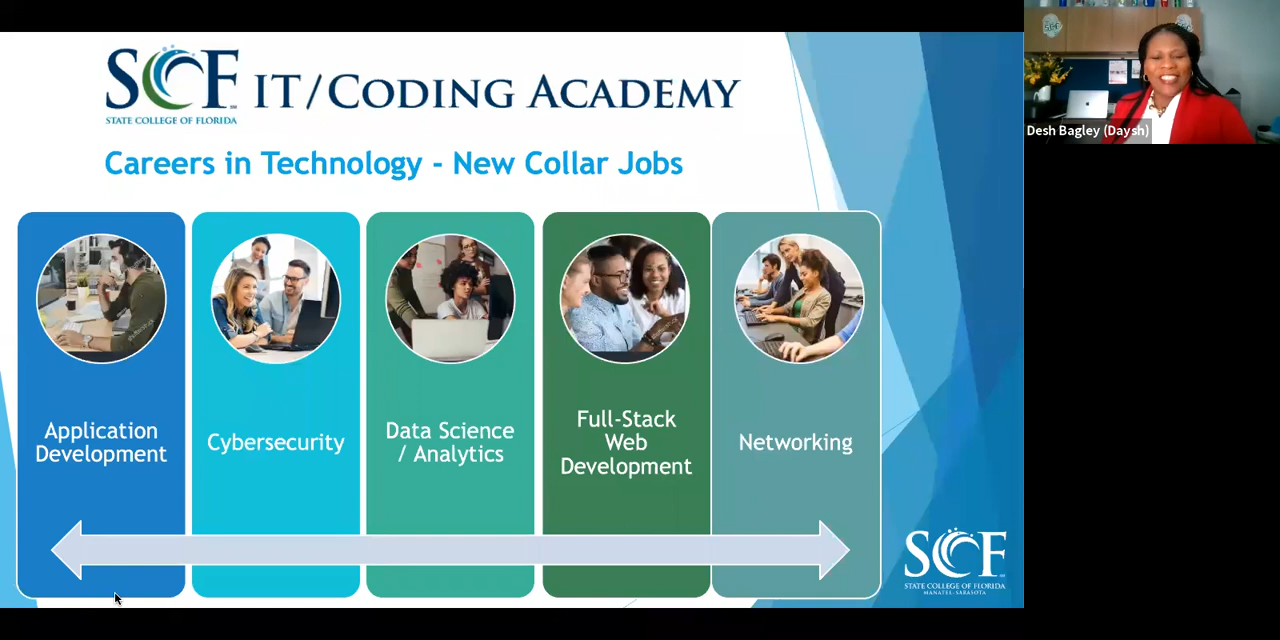 SCF IT/CODING ACADEMY
STATE COLLEGE OF FLORIDA
Careers in Technology - New Collar Jobs
Application
Development
Cybersecurity
Data Science
/ Analytics
Full-Stack
Web
Development
Networking
SCF
STATE COLLEGE OF FLORIDA
MANATEE-SARASOTA
Desh Bagley (Daysh)